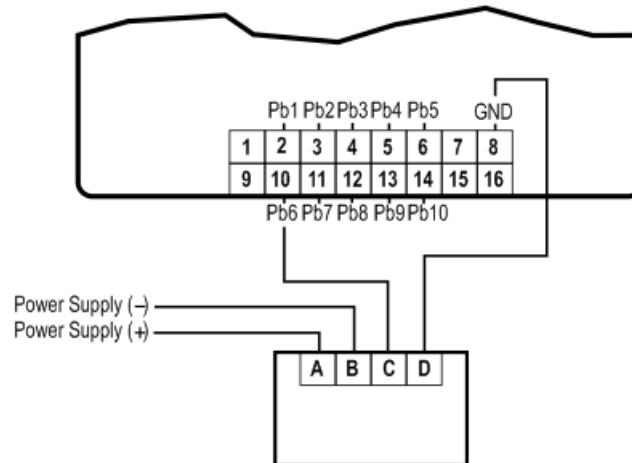 Pb1 Pb2 Pb3 Pb4 Pb5 GND
1 2 3 4 5 6 7 8
9 10 11 12 13 14 15 16
Pb6 Pb7 Pb8 Pb9 Pb10
Power Supply (–)
Power Supply (+)
A B C D